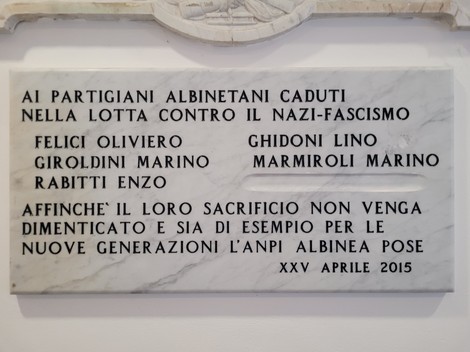 AI PARTIGIANI ALBINETANI CADUTI
NELLA LOTTA CONTRO IL NAZI-FASCISMO
FELICI OLIVIERO GHIDONI LINO
GIROLDINI MARINO MARMIROLI MARINO
RABITTI ENZO
AFFINCHE` IL LORO SACRIFICIO NON VENGA
DIMENTICATO E SIA DI ESEMPIO PER LE
NUOVE GENERAZIONI L'ANPI ALBINEA POSE
XXV APRILE 2015